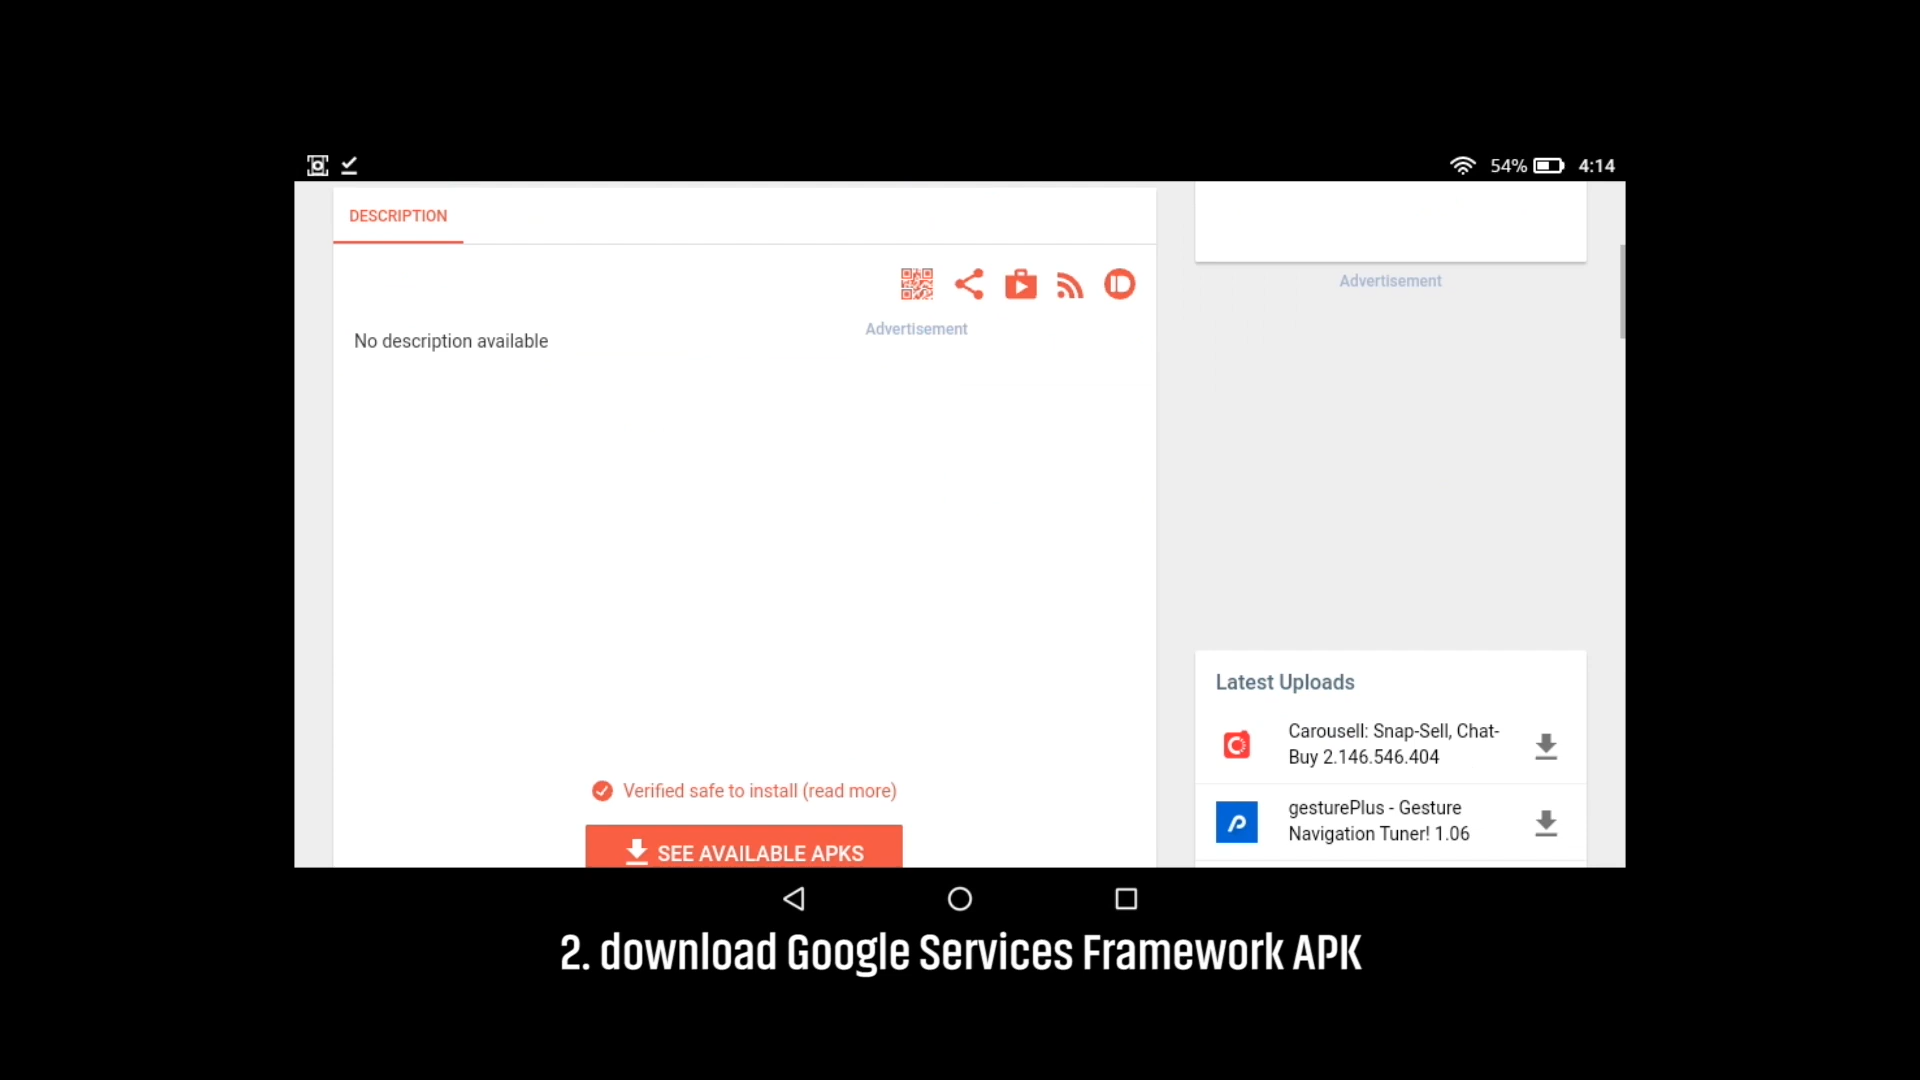 54% 4:14
DESCRIPTION
Advertisement
Advertisement
No description available
Verified safe to install (read more)
SEE AVAILABLE APKS
Latest Uploads
Carousell: Snap-Sell, Chat-
Buy 2.146.546.404
gesturePlus - Gesture
Navigation Tuner! 1.06
2. download Google Services Framework APK